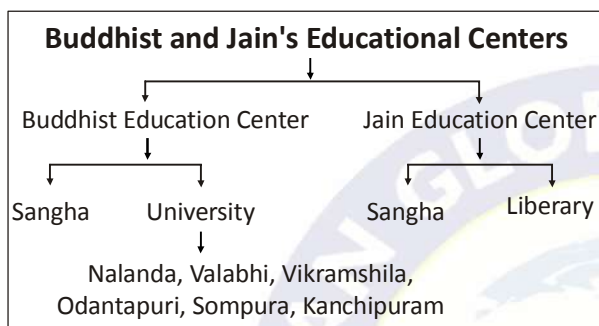 Buddhist and Jain's Educational Centers
Buddhist Education Center
Jain Education Center
Sangha
University
Sangha
Liberary
Nalanda, Valabhi, Vikramshila,
Odantapuri, Sompura, Kanchipuram